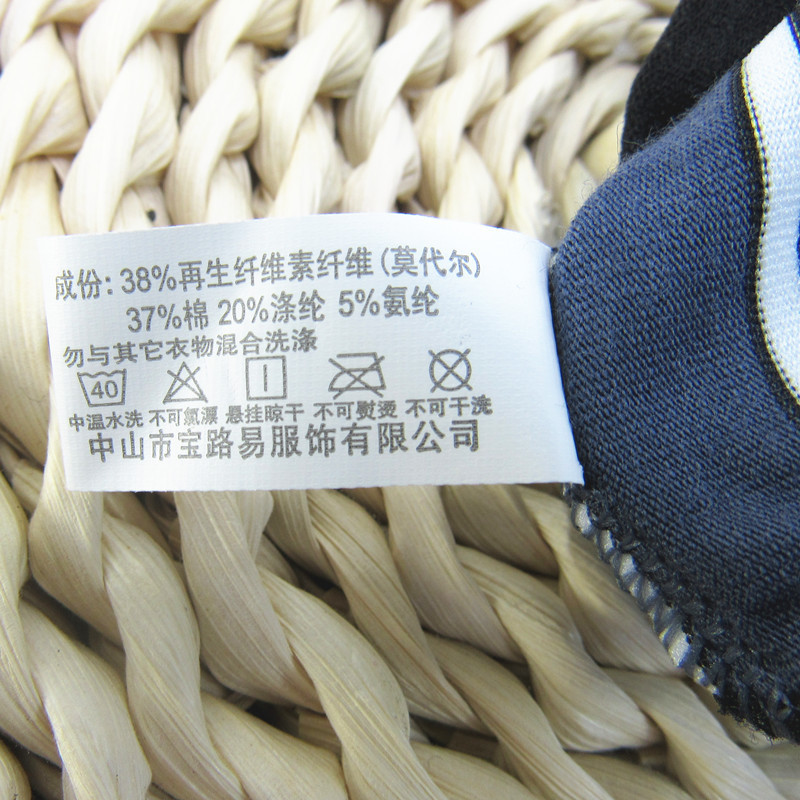 成份: 38%再生纤维素纤维(莫代尔)
37%棉 20%涤纶 5%氨纶
勿与其它衣物混合洗涤
40
中温水洗 不可氯漂 悬挂晾干 不可熨烫 不可干洗
中山市宝路易服饰有限公司